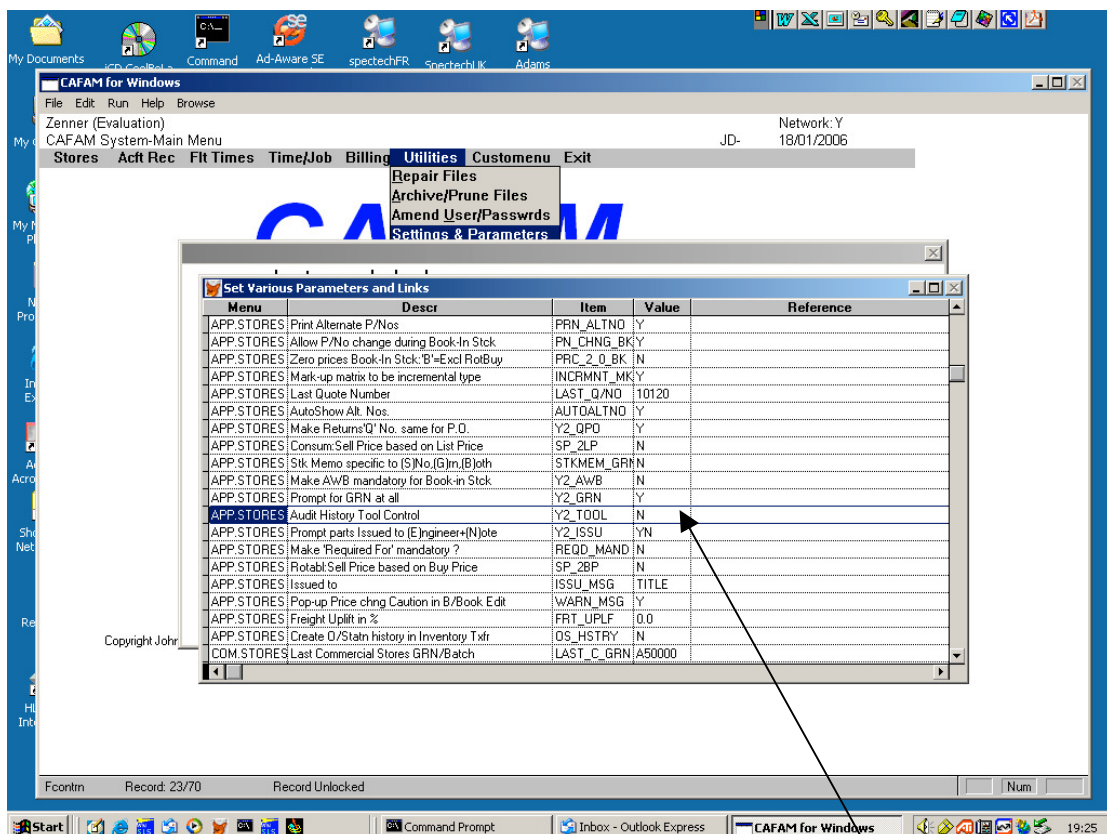 My Documents
Command
Ad-Aware SE
spectechFR
SpectechUK
Adams
CAFAM for Windows
File Edit Run Help Browse
Zenner (Evaluation)
Network: Y
CAFAM System-Main Menu
JD-
18/01/2006
Stores Acft Rec Flt Times Time/Job Billing Utilities Customenu Exit
Repair Files
Archive/Prune Files
Amend User/Passwrds
Settings & Parameters
Set Various Parameters and Links
Menu Descr Item Value Reference
APP.STORES Print Alternate P/Nos PRN_ALTNO Y
APP.STORES Allow P/No change during Book-In Stck PN_CHNG_BK Y
APP.STORES Zero prices Book-In Stck:'B'=Excl RotBuy PRC_2_0_BK N
APP.STORES Mark-up matrix to be incremental type INCRMNT_MK Y
APP.STORES Last Quote Number LAST_Q/NO 10120
APP.STORES AutoShow Alt. Nos. AUTOALTNO Y
APP.STORES Make Returns'Q' No. same for P.O. Y2_QPO Y
APP.STORES Consum:Sell Price based on List Price SP_2LP N
APP.STORES Stk Memo specific to (S)No,(G)rn,(B)oth STKMEM_GRN N
APP.STORES Make AWB mandatory for Book-in Stck Y2_AWB N
APP.STORES Prompt for GRN at all Y2_GRN Y
APP.STORES Audit History Tool Control Y2_TOOL N
APP.STORES Prompt parts Issued to (E)ngineer+(N)ote Y2_ISSU YN
APP.STORES Make 'Required For' mandatory ? REQD_MAND N
APP.STORES Rotabl:Sell Price based on Buy Price SP_2BP N
APP.STORES Issued to ISSU_MSG TITLE
APP.STORES Pop-up Price chng Caution in B/Book Edit WARN_MSG Y
APP.STORES Freight Uplift in % FRT_UPLF 0.0
APP.STORES Create O/Statn history in Inventory Txfr OS_HSTRY N
COM.STORES Last Commercial Stores GRN/Batch LAST_C_GRN A50000
Copyright John
Fcontrn Record: 23/70 Record Unlocked Num
Start Command Prompt Inbox - Outlook Express CAFAM for Windows 19:25